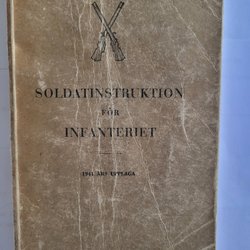 SOLDATINSTRUKTION
FÖR
INFANTERIET
1941 ÅRS UPPLAGA